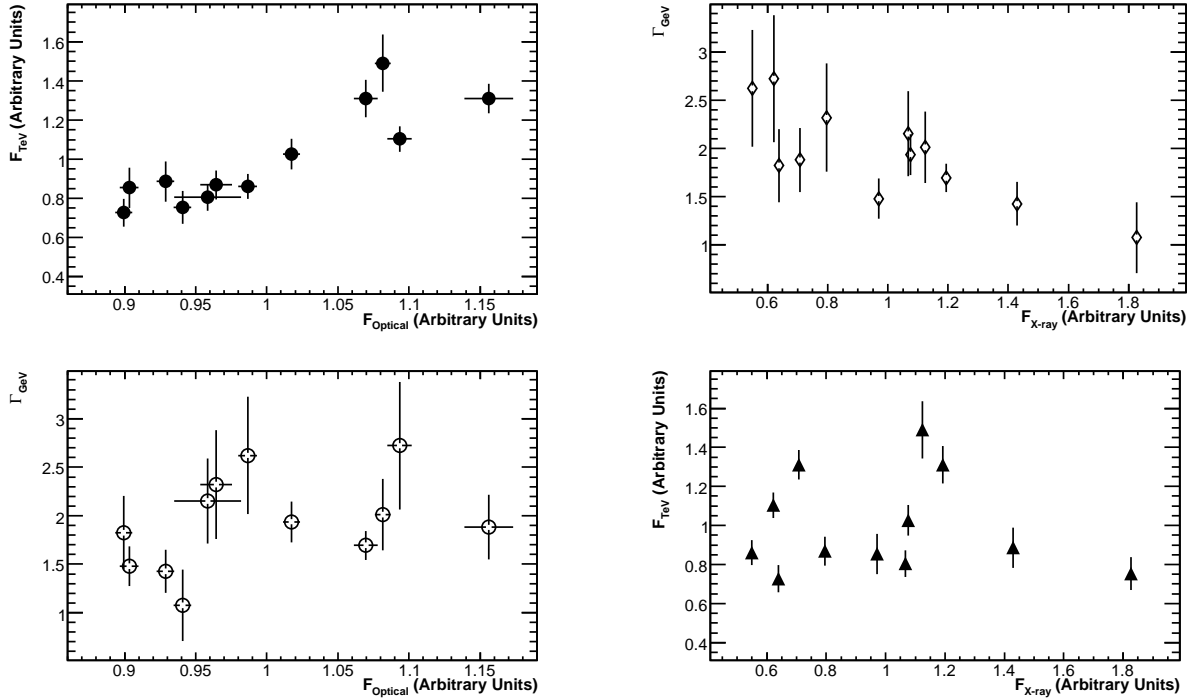 F_TeV (Arbitrary Units)
1.6
1.4
1.2
1
0.8
0.6
0.4
0.9 0.95 1 1.05 1.1 1.15
F_Optical (Arbitrary Units)
Γ_GeV
3
2.5
2
1.5
1
0.6 0.8 1 1.2 1.4 1.6 1.8
F_X-ray (Arbitrary Units)
Γ_GeV
3
2.5
2
1.5
1
0.9 0.95 1 1.05 1.1 1.15
F_Optical (Arbitrary Units)
F_TeV (Arbitrary Units)
1.6
1.4
1.2
1
0.8
0.6
0.4
0.6 0.8 1 1.2 1.4 1.6 1.8
F_X-ray (Arbitrary Units)